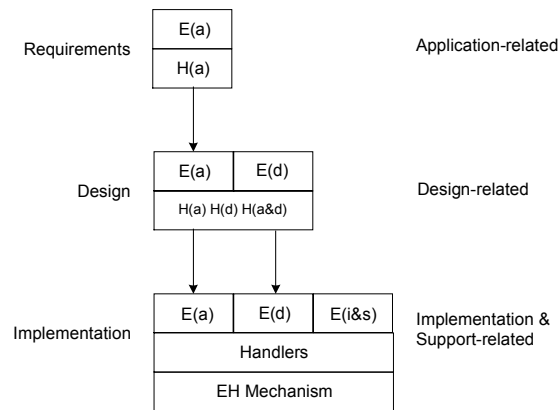 E(a)
Requirements
Application-related
H(a)
E(a) E(d)
Design
Design-related
H(a) H(d) H(a&d)
E(a) E(d) E(i&s)
Implementation
Implementation &
Support-related
Handlers
EH Mechanism